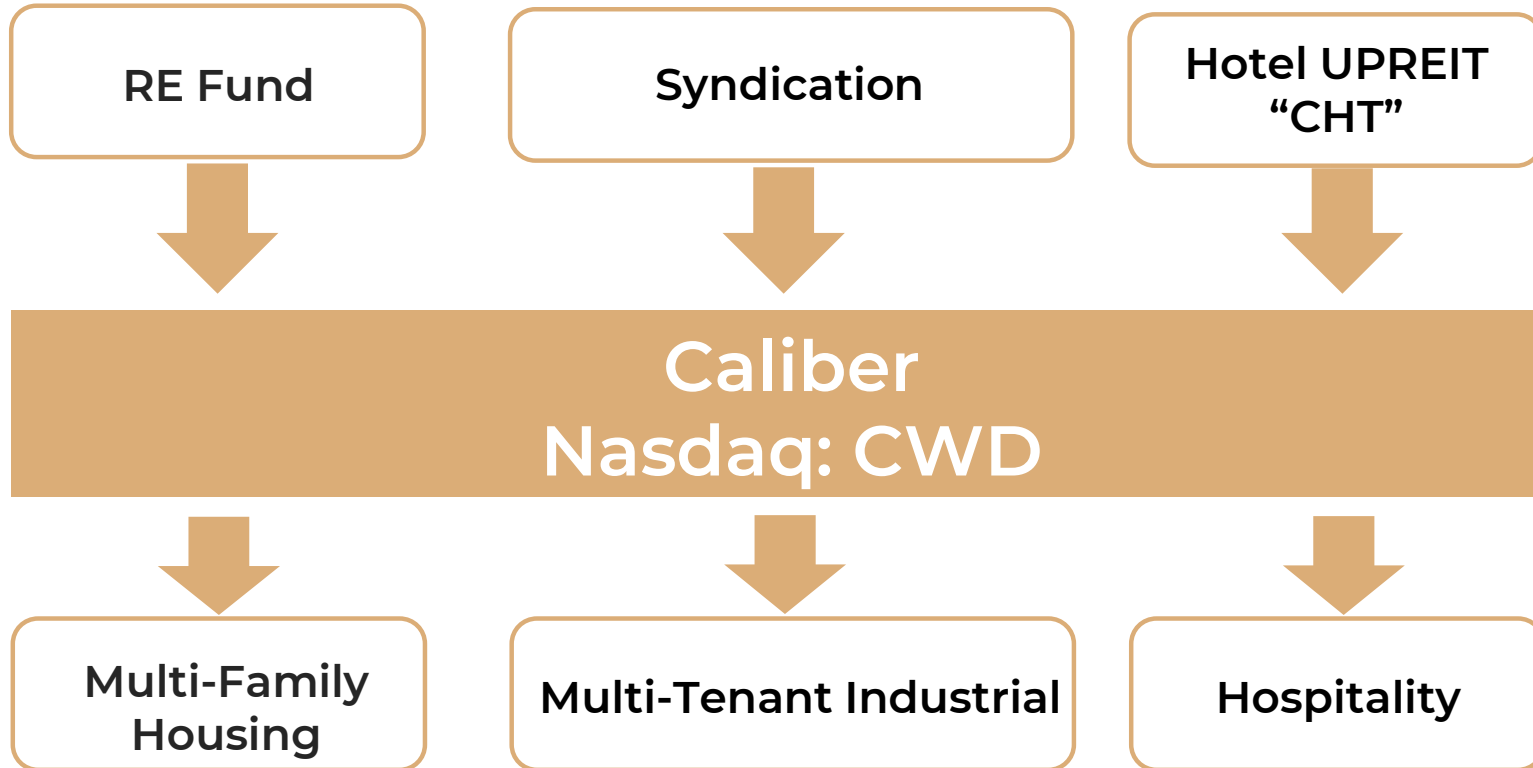 RE Fund
Syndication
Hotel UPREIT
“CHT”
Caliber
Nasdaq: CWD
Multi-Family
Housing
Multi-Tenant Industrial
Hospitality